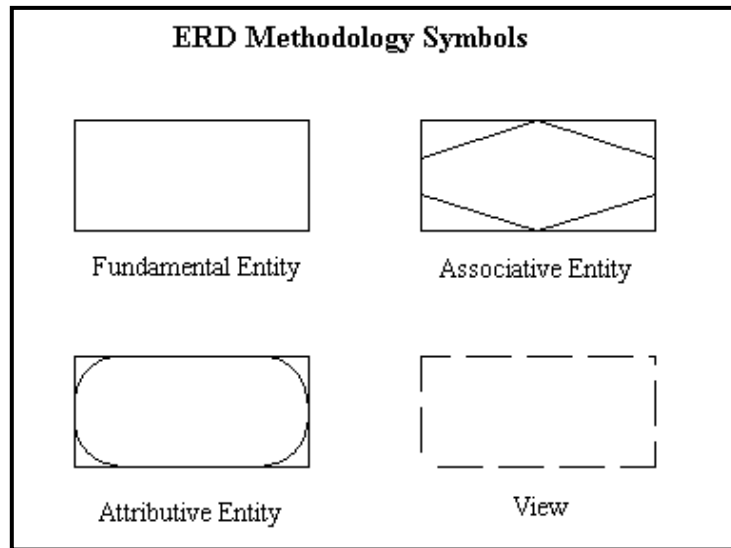 ERD Methodology Symbols
Fundamental Entity
Associative Entity
Attributive Entity
View